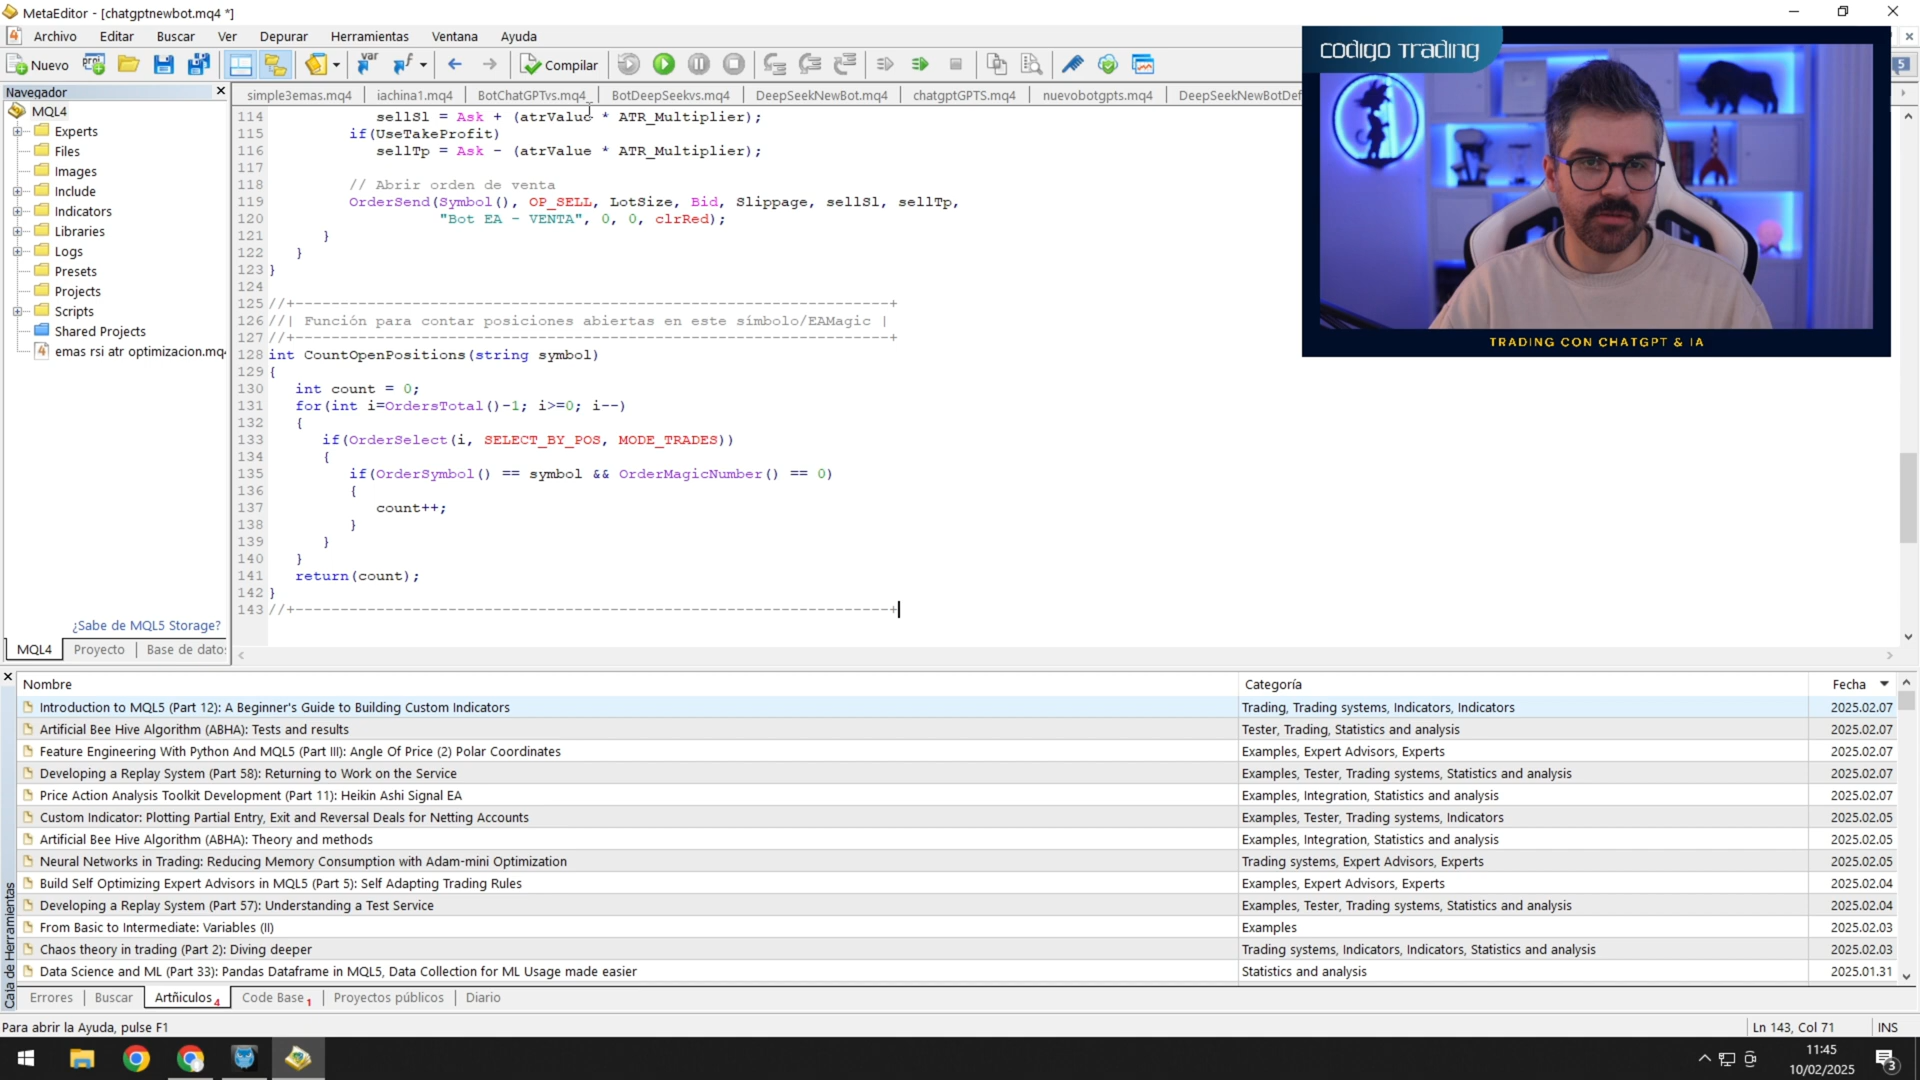 MetaEditor - [chatgptnewbot.mq4 *]
Archivo Editar Buscar Ver Depurar Herramientas Ventana Ayuda
Nuevo Compilar
5
Navegador
simple3emas.mq4 iachina1.mq4 BotChatGPTvs.mq4 BotDeepSeekvs.mq4 DeepSeekNewBot.mq4 chatgptGPTS.mq4 nuevobotgpts.mq4 DeepSeekNewBotDef
MQL4
Experts
Files
Images
Include
Indicators
Libraries
Logs
Presets
Projects
Scripts
Shared Projects
emas rsi atr optimizacion.mq4
¿Sabe de MQL5 Storage?
MQL4 Proyecto Base de datos
114 sellSl = Ask + (atrValue * ATR_Multiplier);
115 if(UseTakeProfit)
116 sellTp = Ask - (atrValue * ATR_Multiplier);
117
118 // Abrir orden de venta
119 OrderSend(Symbol(), OP_SELL, LotSize, Bid, Slippage, sellSl, sellTp,
120 "Bot EA - VENTA", 0, 0, clrRed);
121 }
122 }
123 }
124
125 //+------------------------------------------------------------------+
126 //| Función para contar posiciones abiertas en este símbolo/EAMagic |
127 //+------------------------------------------------------------------+
128 int CountOpenPositions(string symbol)
129 {
130 int count = 0;
131 for(int i=OrdersTotal()-1; i>=0; i--)
132 {
133 if(OrderSelect(i, SELECT_BY_POS, MODE_TRADES))
134 {
135 if(OrderSymbol() == symbol && OrderMagicNumber() == 0)
136 {
137 count++;
138 }
139 }
140 }
141 return(count);
142 }
143 //+------------------------------------------------------------------+
codigo Trading
TRADING CON CHATGPT & IA
Nombre Categoría Fecha
Introduction to MQL5 (Part 12): A Beginner's Guide to Building Custom Indicators Trading, Trading systems, Indicators, Indicators 2025.02.07
Artificial Bee Hive Algorithm (ABHA): Tests and results Tester, Trading, Statistics and analysis 2025.02.07
Feature Engineering With Python And MQL5 (Part III): Angle Of Price (2) Polar Coordinates Examples, Expert Advisors, Experts 2025.02.07
Developing a Replay System (Part 58): Returning to Work on the Service Examples, Tester, Trading systems, Statistics and analysis 2025.02.07
Price Action Analysis Toolkit Development (Part 11): Heikin Ashi Signal EA Examples, Integration, Statistics and analysis 2025.02.07
Custom Indicator: Plotting Partial Entry, Exit and Reversal Deals for Netting Accounts Examples, Tester, Trading systems, Indicators 2025.02.05
Artificial Bee Hive Algorithm (ABHA): Theory and methods Examples, Integration, Statistics and analysis 2025.02.05
Neural Networks in Trading: Reducing Memory Consumption with Adam-mini Optimization Trading systems, Expert Advisors, Experts 2025.02.05
Build Self Optimizing Expert Advisors in MQL5 (Part 5): Self Adapting Trading Rules Examples, Expert Advisors, Experts 2025.02.04
Developing a Replay System (Part 57): Understanding a Test Service Examples, Tester, Trading systems, Statistics and analysis 2025.02.04
From Basic to Intermediate: Variables (II) Examples 2025.02.03
Chaos theory in trading (Part 2): Diving deeper Trading systems, Indicators, Indicators, Statistics and analysis 2025.02.03
Data Science and ML (Part 33): Pandas Dataframe in MQL5, Data Collection for ML Usage made easier Statistics and analysis 2025.01.31
Caja de Herramientas
Errores Buscar Artñiculos 4 Code Base 1 Proyectos públicos Diario
Para abrir la Ayuda, pulse F1 Ln 143, Col 71 INS
11:45
10/02/2025
3